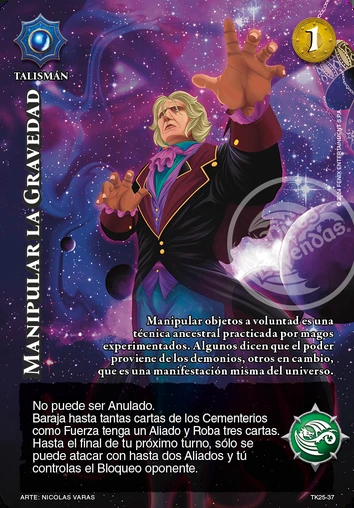 TALISMÁN
1
MANIPULAR LA GRAVEDAD
© 2024 FENIX ENTERTAINMENT S.P.A
Manipular objetos a voluntad es una
técnica ancestral practicada por magos
experimentados. Algunos dicen que el poder
proviene de los demonios, otros en cambio,
que es una manifestación misma del universo.
No puede ser Anulado.
Baraja hasta tantas cartas de los Cementerios
como Fuerza tenga un Aliado y Roba tres cartas.
Hasta el final de tu próximo turno, sólo se
puede atacar con hasta dos Aliados y tú
controlas el Bloqueo oponente.
ARTE: NICOLAS VARAS
TK25-37